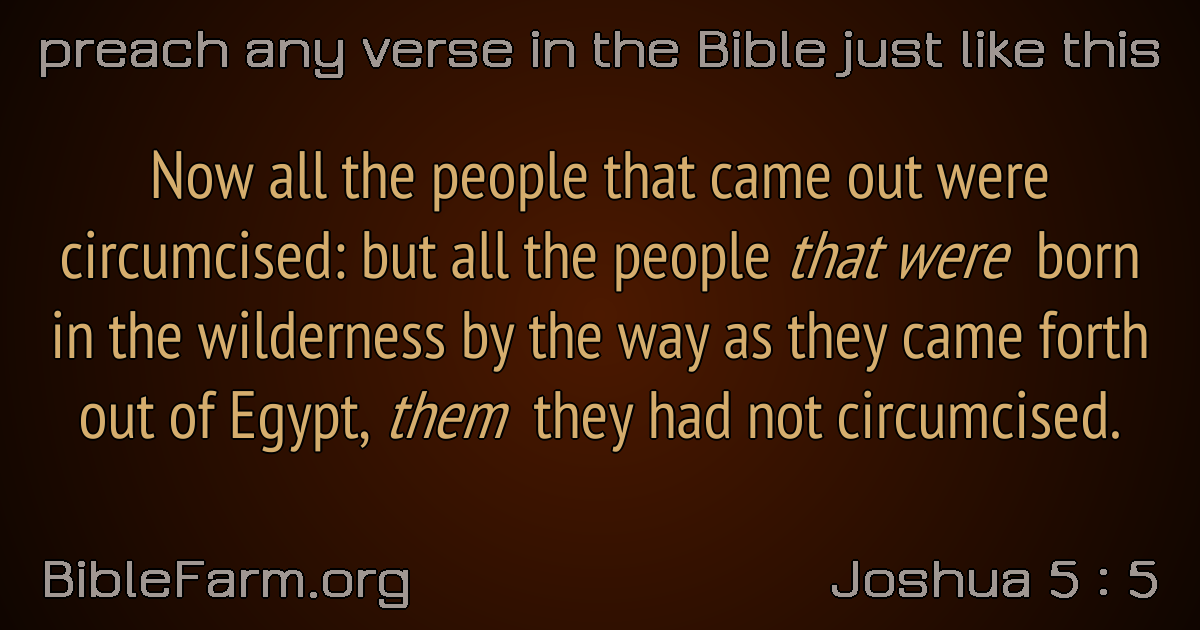 preach any verse in the Bible just like this
Now all the people that came out were
circumcised: but all the people that were born
in the wilderness by the way as they came forth
out of Egypt, them they had not circumcised.
BibleFarm.org
Joshua 5 : 5